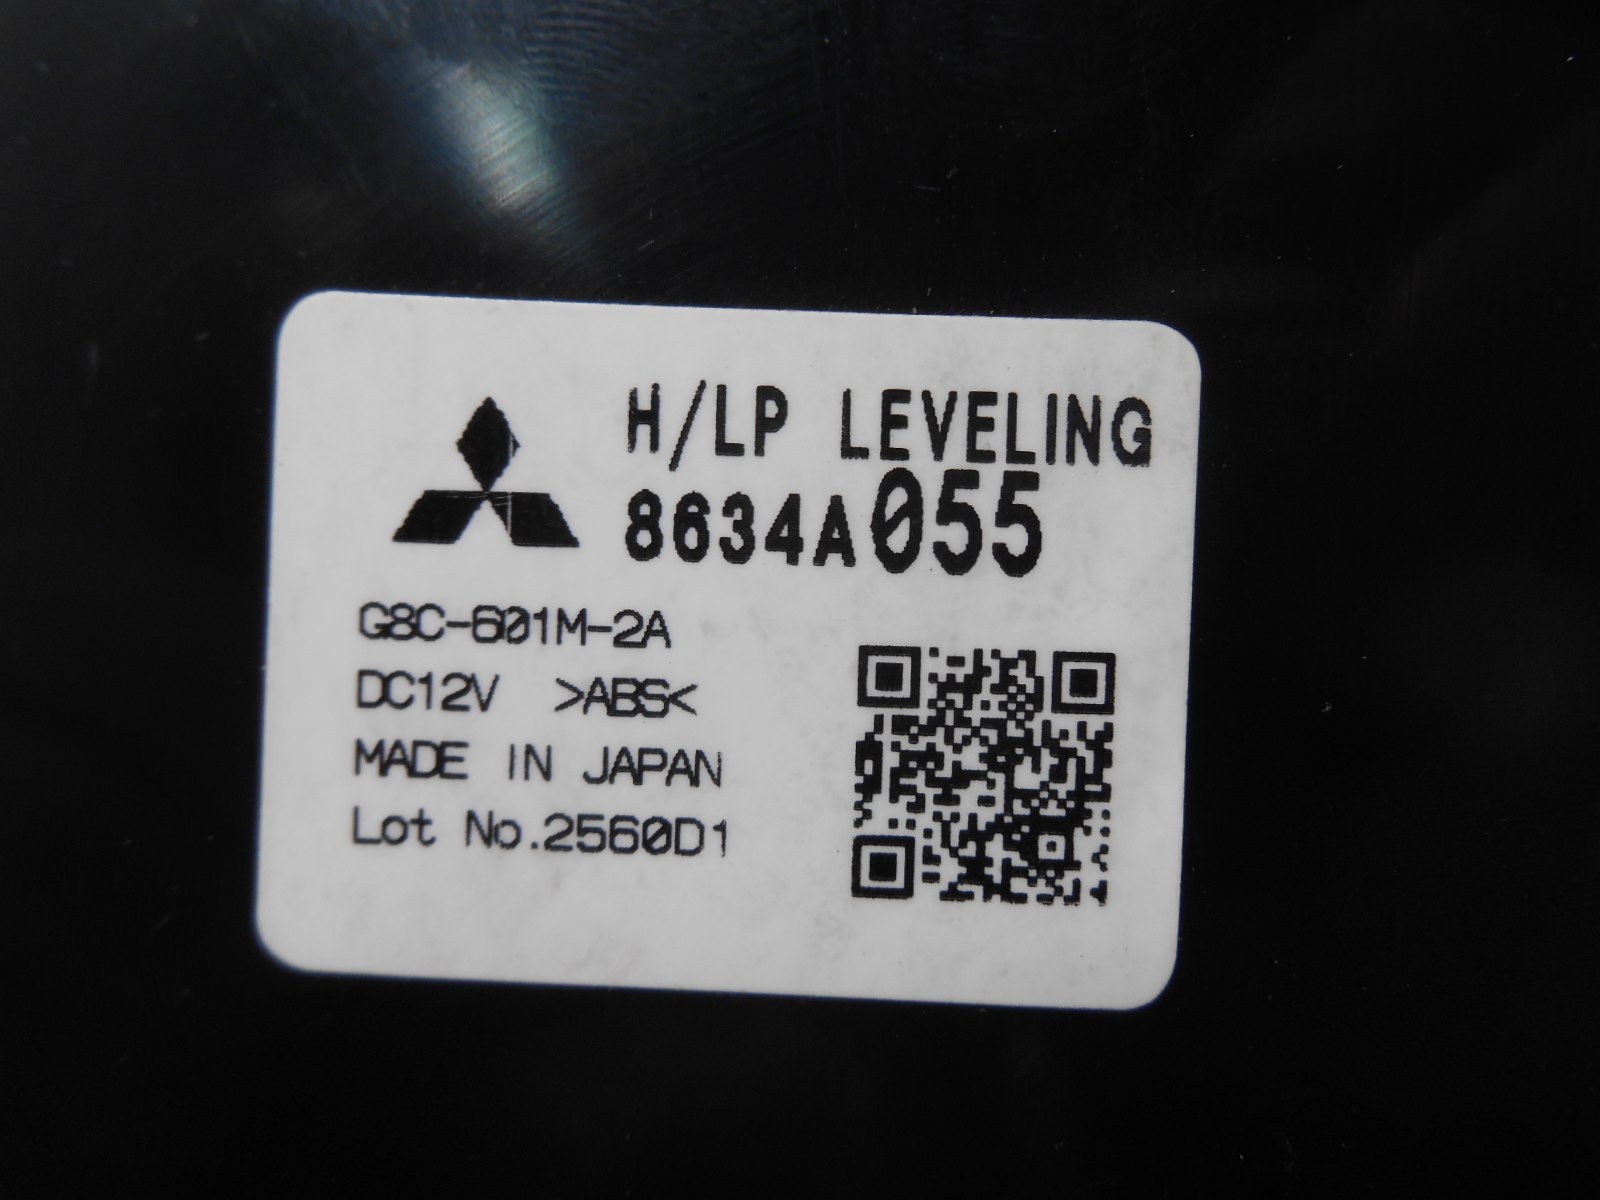 H/LP LEVELING
8634A055
G8C-601M-2A
DC12V >ABS<
MADE IN JAPAN
Lot No.2560D1